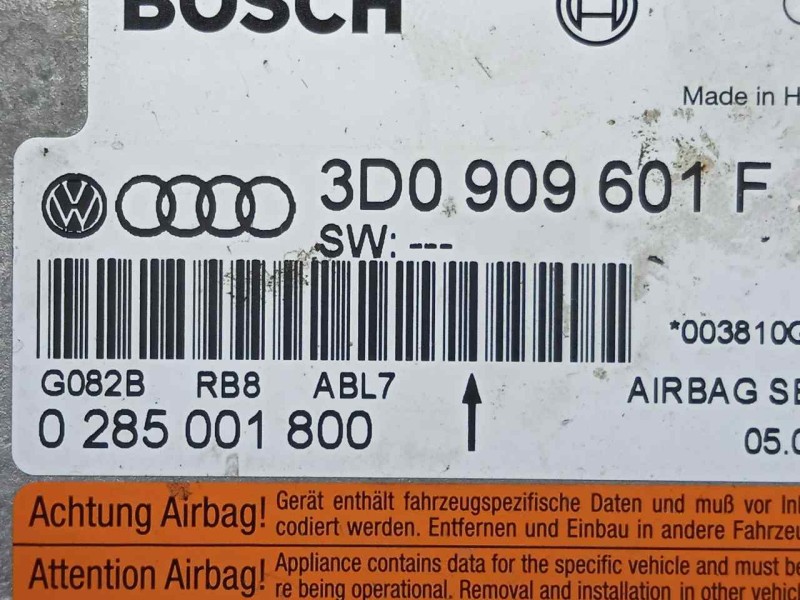 BOSCH
Made in H
3D0 909 601 F
SW: ---
*003810G
G082B RB8 ABL7
AIRBAG SE
0 285 001 800
05.0
Achtung Airbag! Gerät enthält fahrzeugspezifische Daten und muß vor In
codiert werden. Entfernen und Einbau in andere Fahrze
Attention Airbag! Appliance contains data for the specific vehicle and must be
re being operational. Removal and installation in other vehic